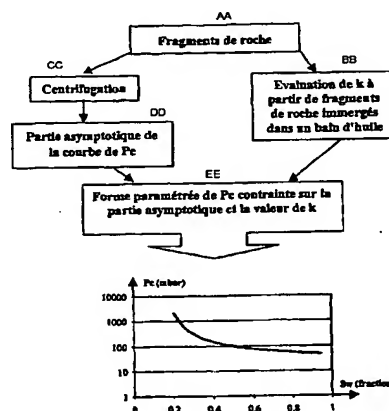 AA
Fragments de roche
CC
BB
Centrifugation
Evaluation de k à
partir de fragments
de roche immergés
dans un bain d'huile
DD
Partie asymptotique de
la courbe de Pc
EE
Forme paramétrés de Pc contrainte sur la
partie asymptotique et la valeur de k
Pc (mbar)
10000
1000
100
10
1
0 0.2 0.4 0.6 0.8 1
Sw (fraction